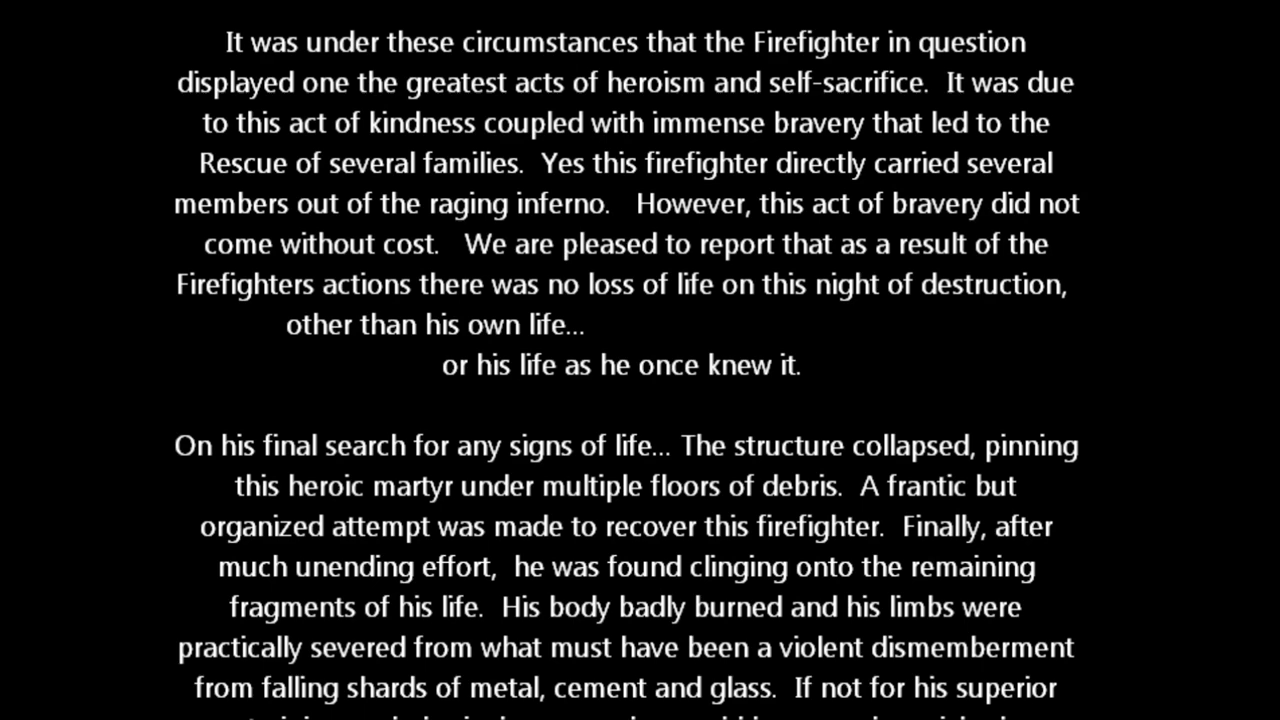 It was under these circumstances that the Firefighter in question
displayed one the greatest acts of heroism and self-sacrifice.  It was due
to this act of kindness coupled with immense bravery that led to the
Rescue of several families.  Yes this firefighter directly carried several
members out of the raging inferno.   However, this act of bravery did not
come without cost.   We are pleased to report that as a result of the
Firefighters actions there was no loss of life on this night of destruction,
other than his own life...
or his life as he once knew it.
On his final search for any signs of life... The structure collapsed, pinning
this heroic martyr under multiple floors of debris.  A frantic but
organized attempt was made to recover this firefighter.  Finally, after
much unending effort,  he was found clinging onto the remaining
fragments of his life.  His body badly burned and his limbs were
practically severed from what must have been a violent dismemberment
from falling shards of metal, cement and glass.  If not for his superior